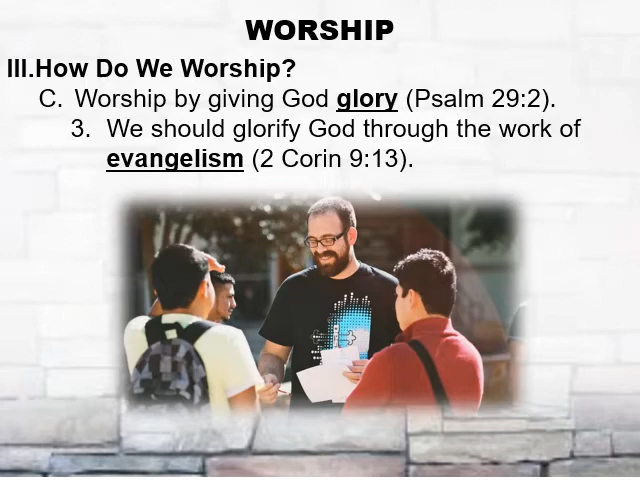 WORSHIP
III.How Do We Worship?
C. Worship by giving God glory (Psalm 29:2).
3. We should glorify God through the work of
evangelism (2 Corin 9:13).